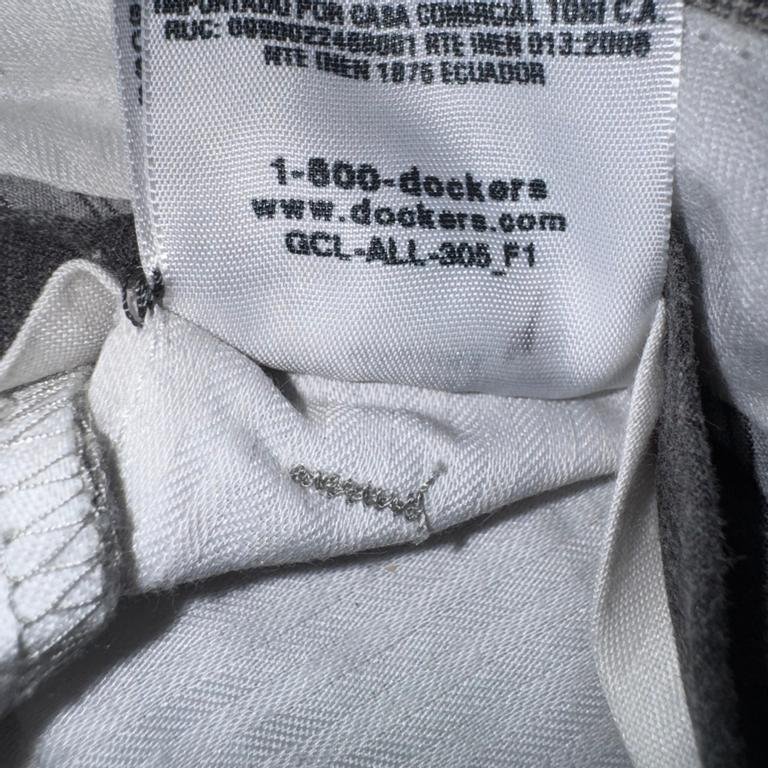 IMPORTADO POR CASA COMERCIAL TOSI C.A.
RUC: RTE INEN 013:2006
RTE INEN 1875 ECUADOR
1-800-dockers
www.dockers.com
GCL-ALL-305_F1